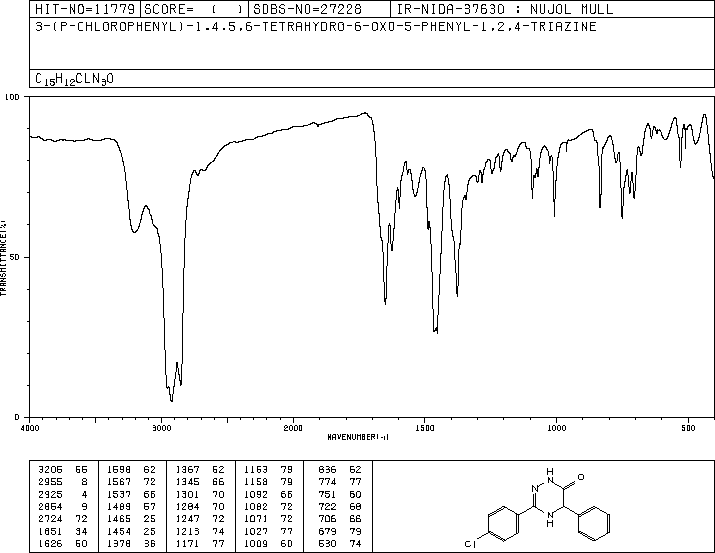 HIT-NO=11779 SCORE= ( ) SDBS-NO=27228 IR-NIDA-37630 : NUJOL MULL
3-(P-CHLOROPHENYL)-1,4,5,6-TETRAHYDRO-6-OXO-5-PHENYL-1,2,4-TRIAZINE
C15H12CLN3O
100
50
0
TRANSMITTANCE(%)
4000 3000 2000 1500 1000 500
WAVENUMBER(-1)
3205 55 1598 62 1367 62 1163 79 836 62
2955 8 1567 72 1345 66 1158 79 774 77
2925 4 1537 66 1301 70 1092 66 751 60
2854 9 1489 57 1284 70 1082 72 722 68
2724 72 1465 25 1247 72 1071 72 706 66
1651 34 1454 25 1213 74 1027 77 679 79
1626 50 1378 36 1171 77 1009 60 530 74
H
N
NH
O
N
N
H
Cl